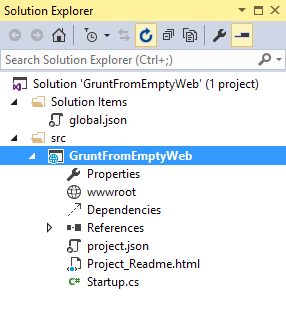 Solution Explorer
Search Solution Explorer (Ctrl+;)
Solution 'GruntFromEmptyWeb' (1 project)
Solution Items
global.json
src
GruntFromEmptyWeb
Properties
wwwroot
Dependencies
References
project.json
Project_Readme.html
C# Startup.cs